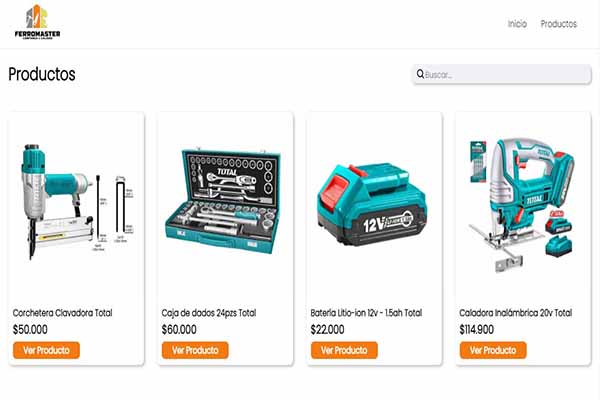 FERROMASTER
Inicio
Productos
Productos
Buscar...
TOTAL
12V
TOTAL
Corchetera Clavadora Total
$50.000
Ver Producto
Caja de dados 24pzs Total
$60.000
Ver Producto
Batería Litio-ion 12v - 1.5ah Total
$22.000
Ver Producto
Caladora Inalámbrica 20v Total
$114.900
Ver Producto